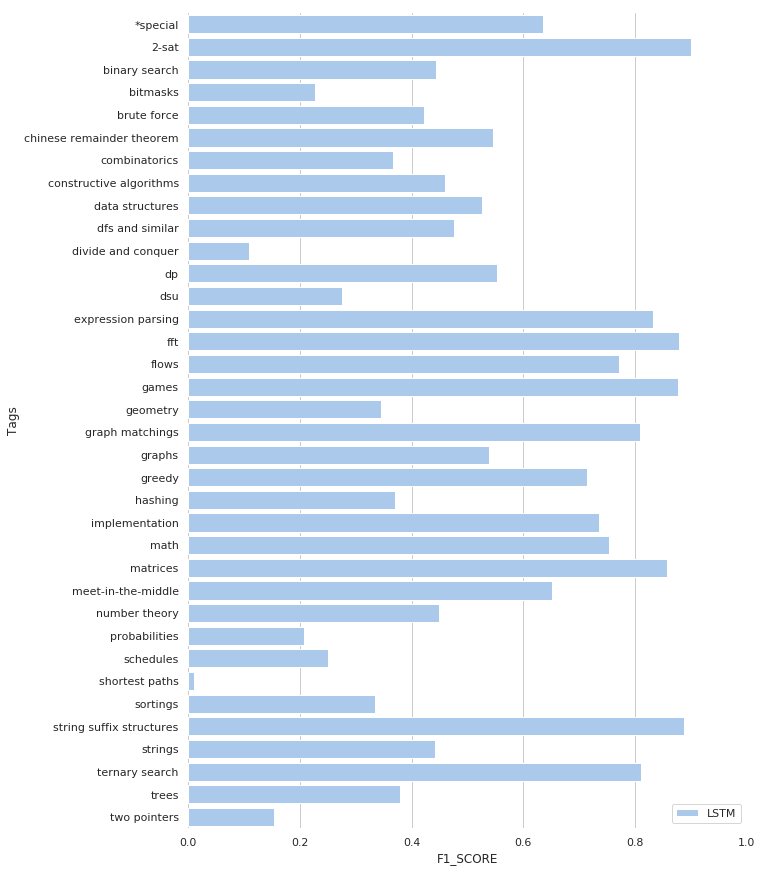 *special
2-sat
binary search
bitmasks
brute force
chinese remainder theorem
combinatorics
constructive algorithms
data structures
dfs and similar
divide and conquer
dp
dsu
expression parsing
fft
flows
games
geometry
graph matchings
graphs
greedy
hashing
implementation
math
matrices
meet-in-the-middle
number theory
probabilities
schedules
shortest paths
sortings
string suffix structures
strings
ternary search
trees
two pointers
Tags
LSTM
0.0 0.2 0.4 0.6 0.8 1.0
F1_SCORE